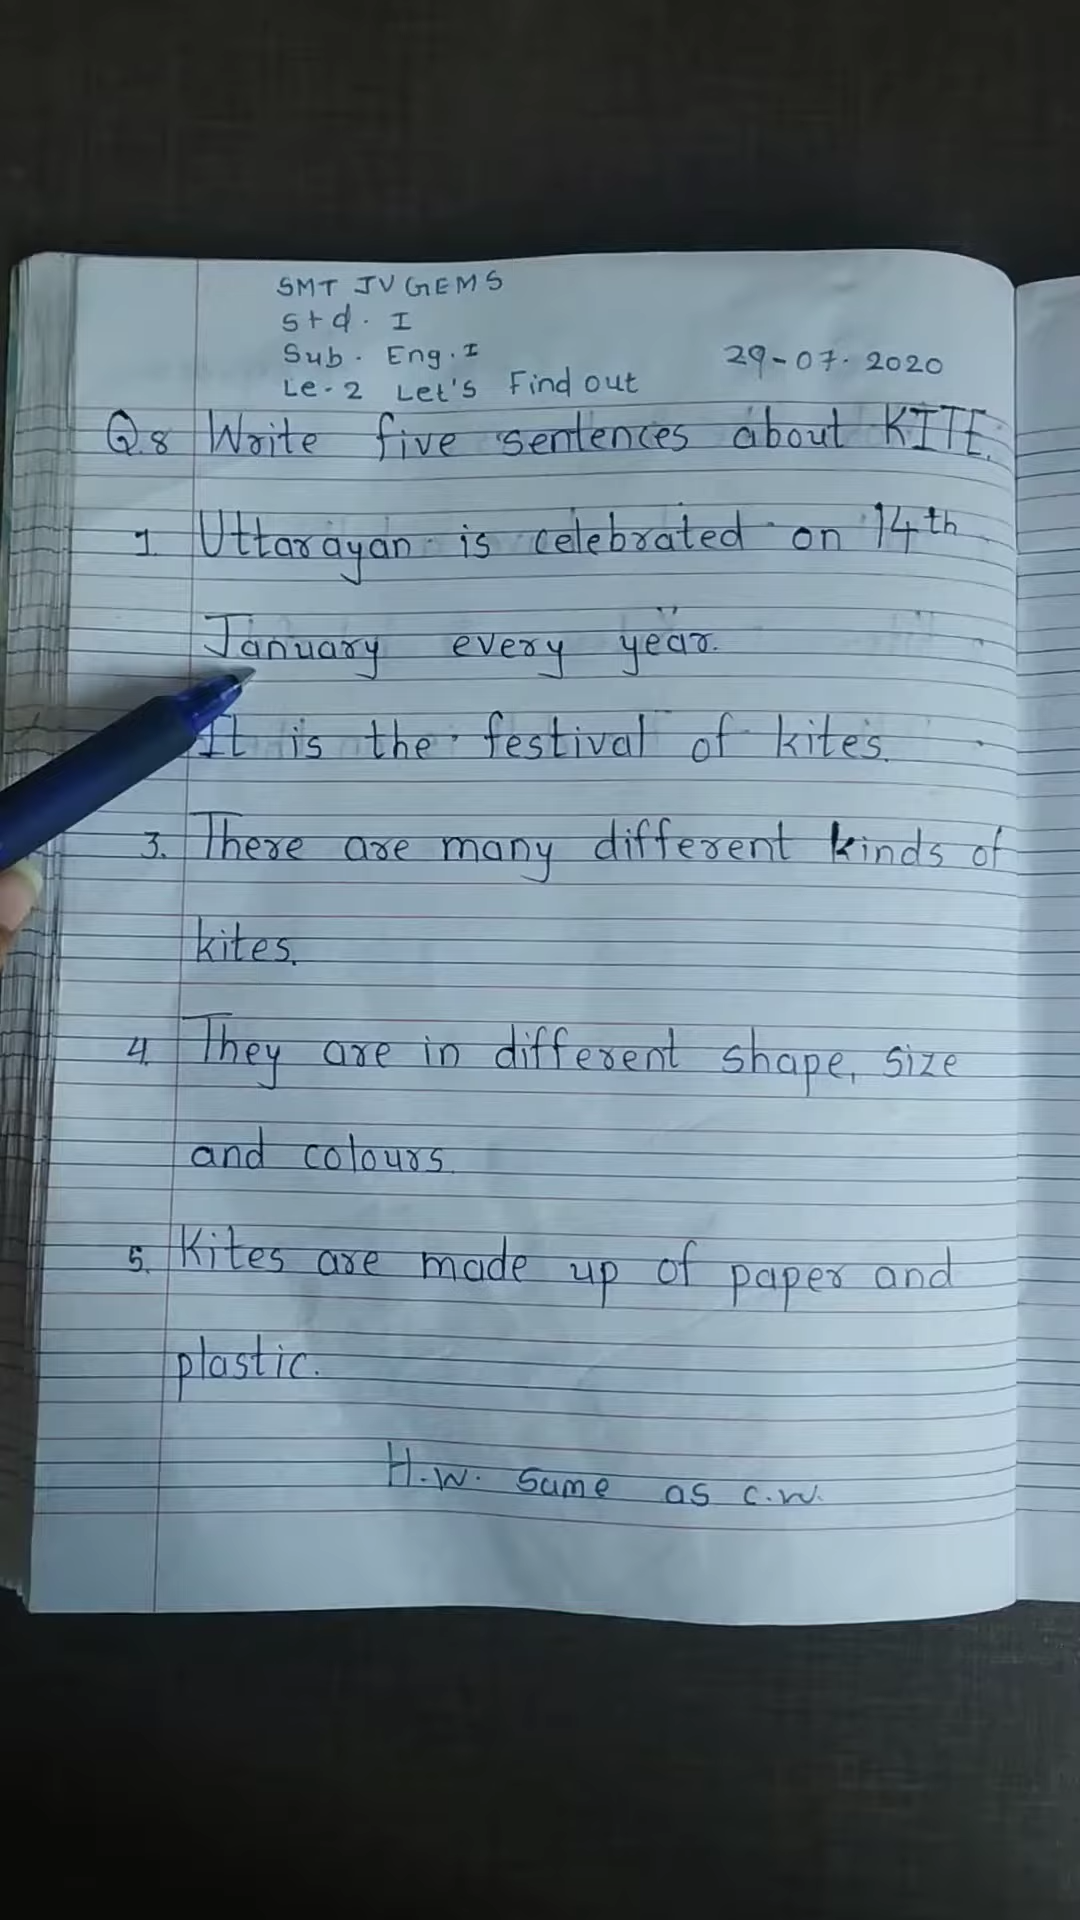 SMT JV GEMS
Std. I
Sub. Eng. I
29-07-2020
Le-2 Let's Find out
Q.8 Write five sentences about KITE.
1. Uttarayan is celebrated on 14th
January every year.
It is the festival of kites.
3. There are many different kinds of
kites.
4. They are in different shape, size
and colours.
5. Kites are made up of paper and
plastic.
H.W. Same as C.W.